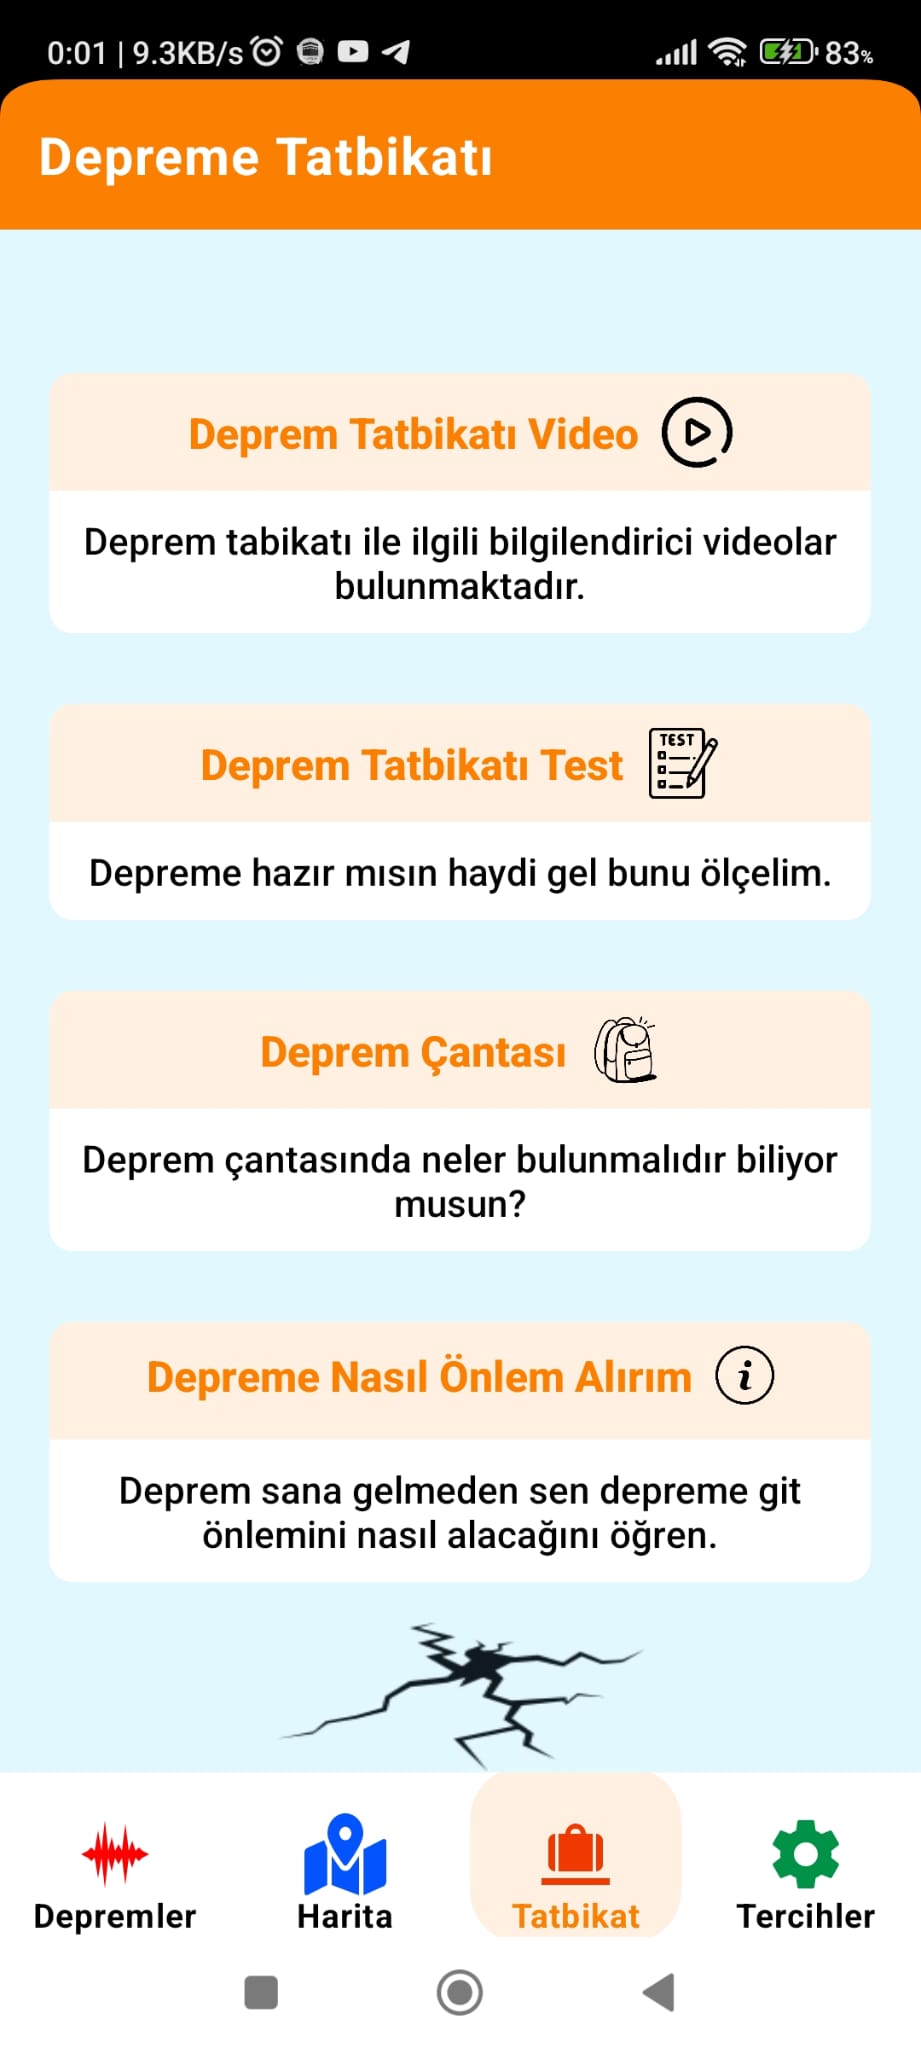 0:01 | 9.3KB/s 83%
Depreme Tatbikatı
Deprem Tatbikatı Video
Deprem tabikatı ile ilgili bilgilendirici videolar
bulunmaktadır.
Deprem Tatbikatı Test
TEST
Depreme hazır mısın haydi gel bunu ölçelim.
Deprem Çantası
Deprem çantasında neler bulunmalıdır biliyor
musun?
Depreme Nasıl Önlem Alırım
i
Deprem sana gelmeden sen depreme git
önlemini nasıl alacağını öğren.
Depremler Harita Tatbikat Tercihler